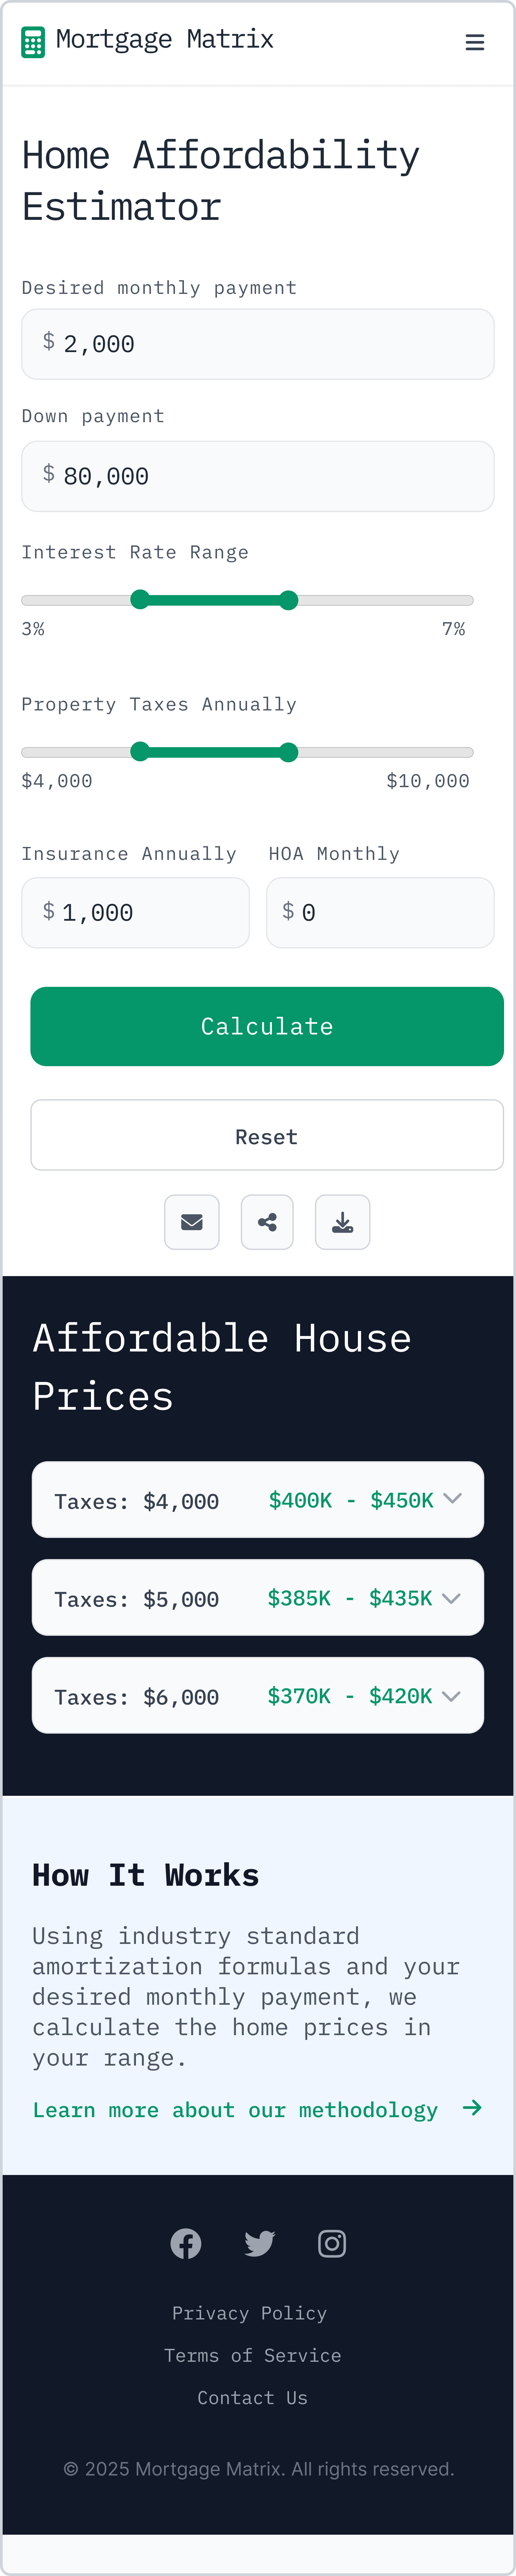 Mortgage Matrix
Home Affordability
Estimator
Desired monthly payment
$ 2,000
Down payment
$ 80,000
Interest Rate Range
3% 7%
Property Taxes Annually
$4,000 $10,000
Insurance Annually HOA Monthly
$ 1,000 $ 0
Calculate
Reset
Affordable House
Prices
Taxes: $4,000 $400K - $450K
Taxes: $5,000 $385K - $435K
Taxes: $6,000 $370K - $420K
How It Works
Using industry standard
amortization formulas and your
desired monthly payment, we
calculate the home prices in
your range.
Learn more about our methodology →
Privacy Policy
Terms of Service
Contact Us
© 2025 Mortgage Matrix. All rights reserved.